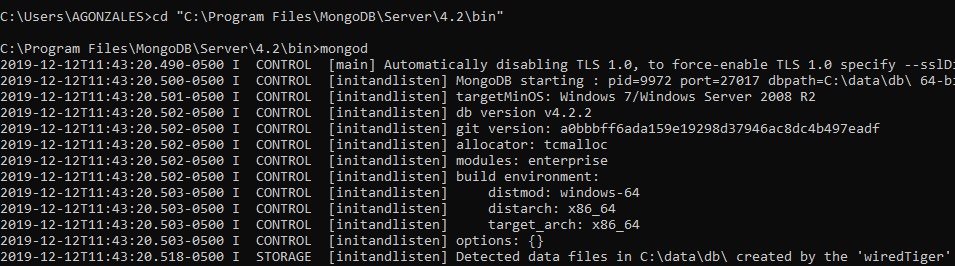 C:\Users\AGONZALES>cd "C:\Program Files\MongoDB\Server\4.2\bin"
C:\Program Files\MongoDB\Server\4.2\bin>mongod
2019-12-12T11:43:20.490-0500 I  CONTROL  [main] Automatically disabling TLS 1.0, to force-enable TLS 1.0 specify --sslDi
2019-12-12T11:43:20.500-0500 I  CONTROL  [initandlisten] MongoDB starting : pid=9972 port=27017 dbpath=C:\data\db\ 64-bi
2019-12-12T11:43:20.501-0500 I  CONTROL  [initandlisten] targetMinOS: Windows 7/Windows Server 2008 R2
2019-12-12T11:43:20.502-0500 I  CONTROL  [initandlisten] db version v4.2.2
2019-12-12T11:43:20.502-0500 I  CONTROL  [initandlisten] git version: a0bbbff6ada159e19298d37946ac8dc4b497eadf
2019-12-12T11:43:20.502-0500 I  CONTROL  [initandlisten] allocator: tcmalloc
2019-12-12T11:43:20.502-0500 I  CONTROL  [initandlisten] modules: enterprise
2019-12-12T11:43:20.502-0500 I  CONTROL  [initandlisten] build environment:
2019-12-12T11:43:20.503-0500 I  CONTROL  [initandlisten]     distmod: windows-64
2019-12-12T11:43:20.503-0500 I  CONTROL  [initandlisten]     distarch: x86_64
2019-12-12T11:43:20.503-0500 I  CONTROL  [initandlisten]     target_arch: x86_64
2019-12-12T11:43:20.503-0500 I  CONTROL  [initandlisten] options: {}
2019-12-12T11:43:20.518-0500 I  STORAGE  [initandlisten] Detected data files in C:\data\db\ created by the 'wiredTiger'